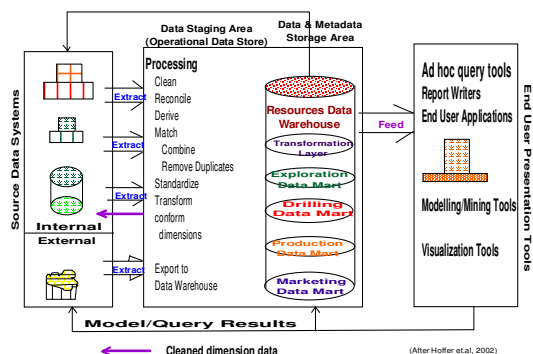 Data Staging Area
(Operational Data Store)
Data & Metadata
Storage Area
Source Data Systems
Internal
External
Extract
Extract
Extract
Extract
Processing
Clean
Reconcile
Derive
Match
Combine
Remove Duplicates
Standardize
Transform
conform
dimensions
Export to
Data Warehouse
Resources Data
Warehouse
Transformation
Layer
Exploration
Data Mart
Drilling
Data Mart
Production
Data Mart
Marketing
Data Mart
Feed
Ad hoc query tools
Report Writers
End User Applications
Modelling/Mining Tools
Visualization Tools
End User Presentation Tools
Model/Query Results
Cleaned dimension data
(After Hoffer et.al, 2002)